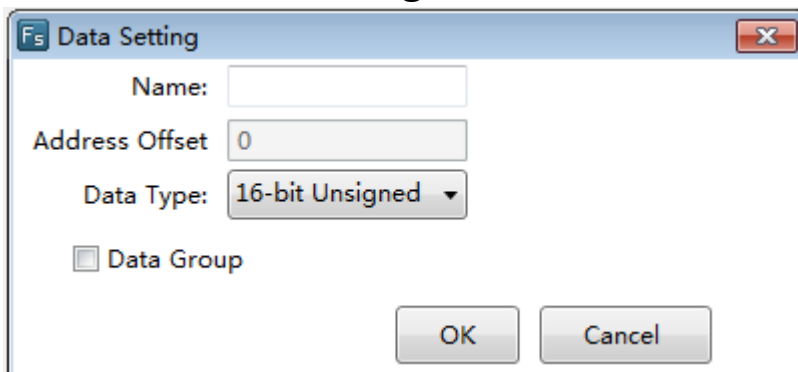 Fs Data Setting
Name:
Address Offset 0
Data Type: 16-bit Unsigned
Data Group
OK Cancel